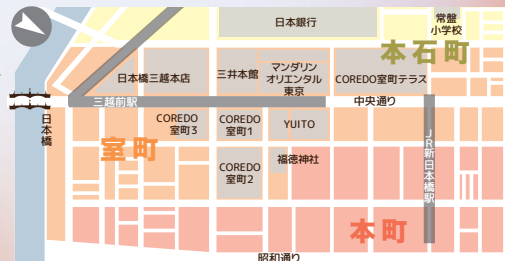 日本銀行
常盤
小学校
本石町
日本橋三越本店
三井本館
マンダリン
オリエンタル
東京
COREDO室町テラス
三越前駅
中央通り
日本橋
COREDO
室町3
COREDO
室町1
YUITO
JR新日本橋駅
室町
COREDO
室町2
福徳神社
本町
昭和通り